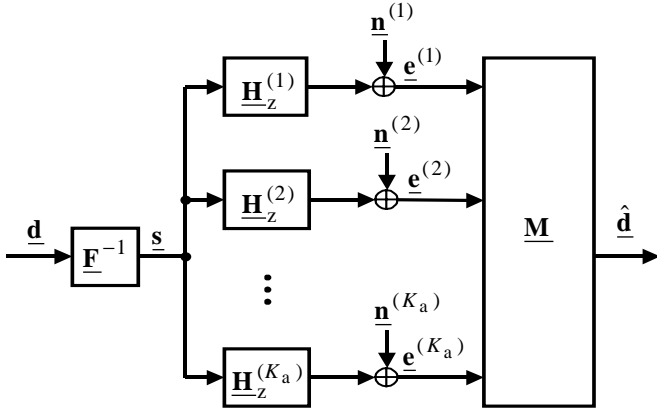 n^(1)
H_z^(1)
e^(1)
n^(2)
H_z^(2)
e^(2)
d
F^−1
s
M
d̂
⋮
n^(K_a)
H_z^(K_a)
e^(K_a)